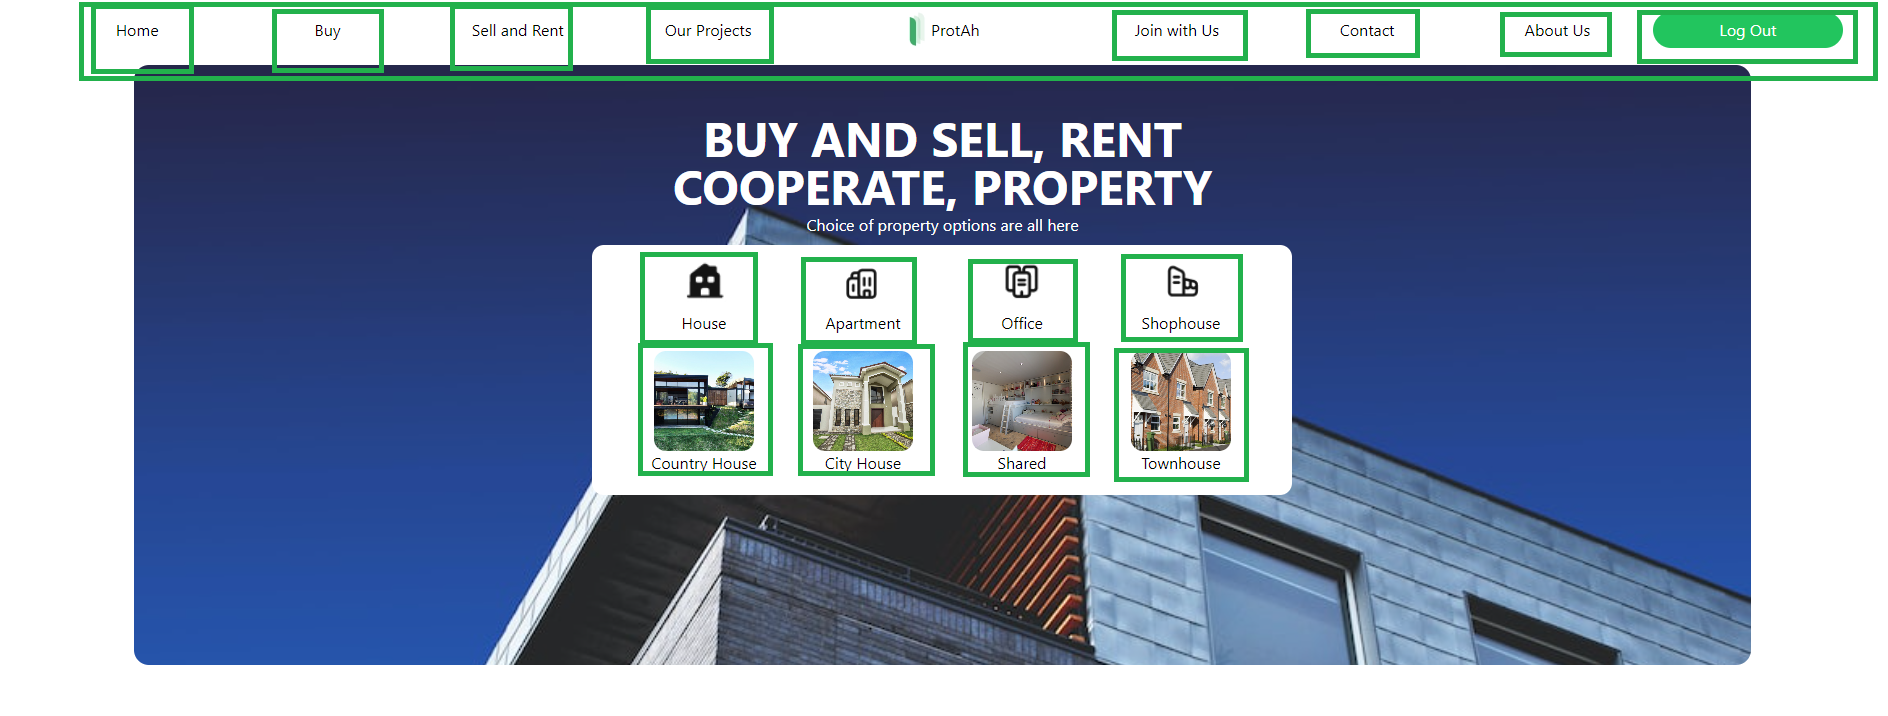 Home
Buy
Sell and Rent
Our Projects
ProtAh
Join with Us
Contact
About Us
Log Out
BUY AND SELL, RENT
COOPERATE, PROPERTY
Choice of property options are all here
House
Apartment
Office
Shophouse
Country House
City House
Shared
Townhouse